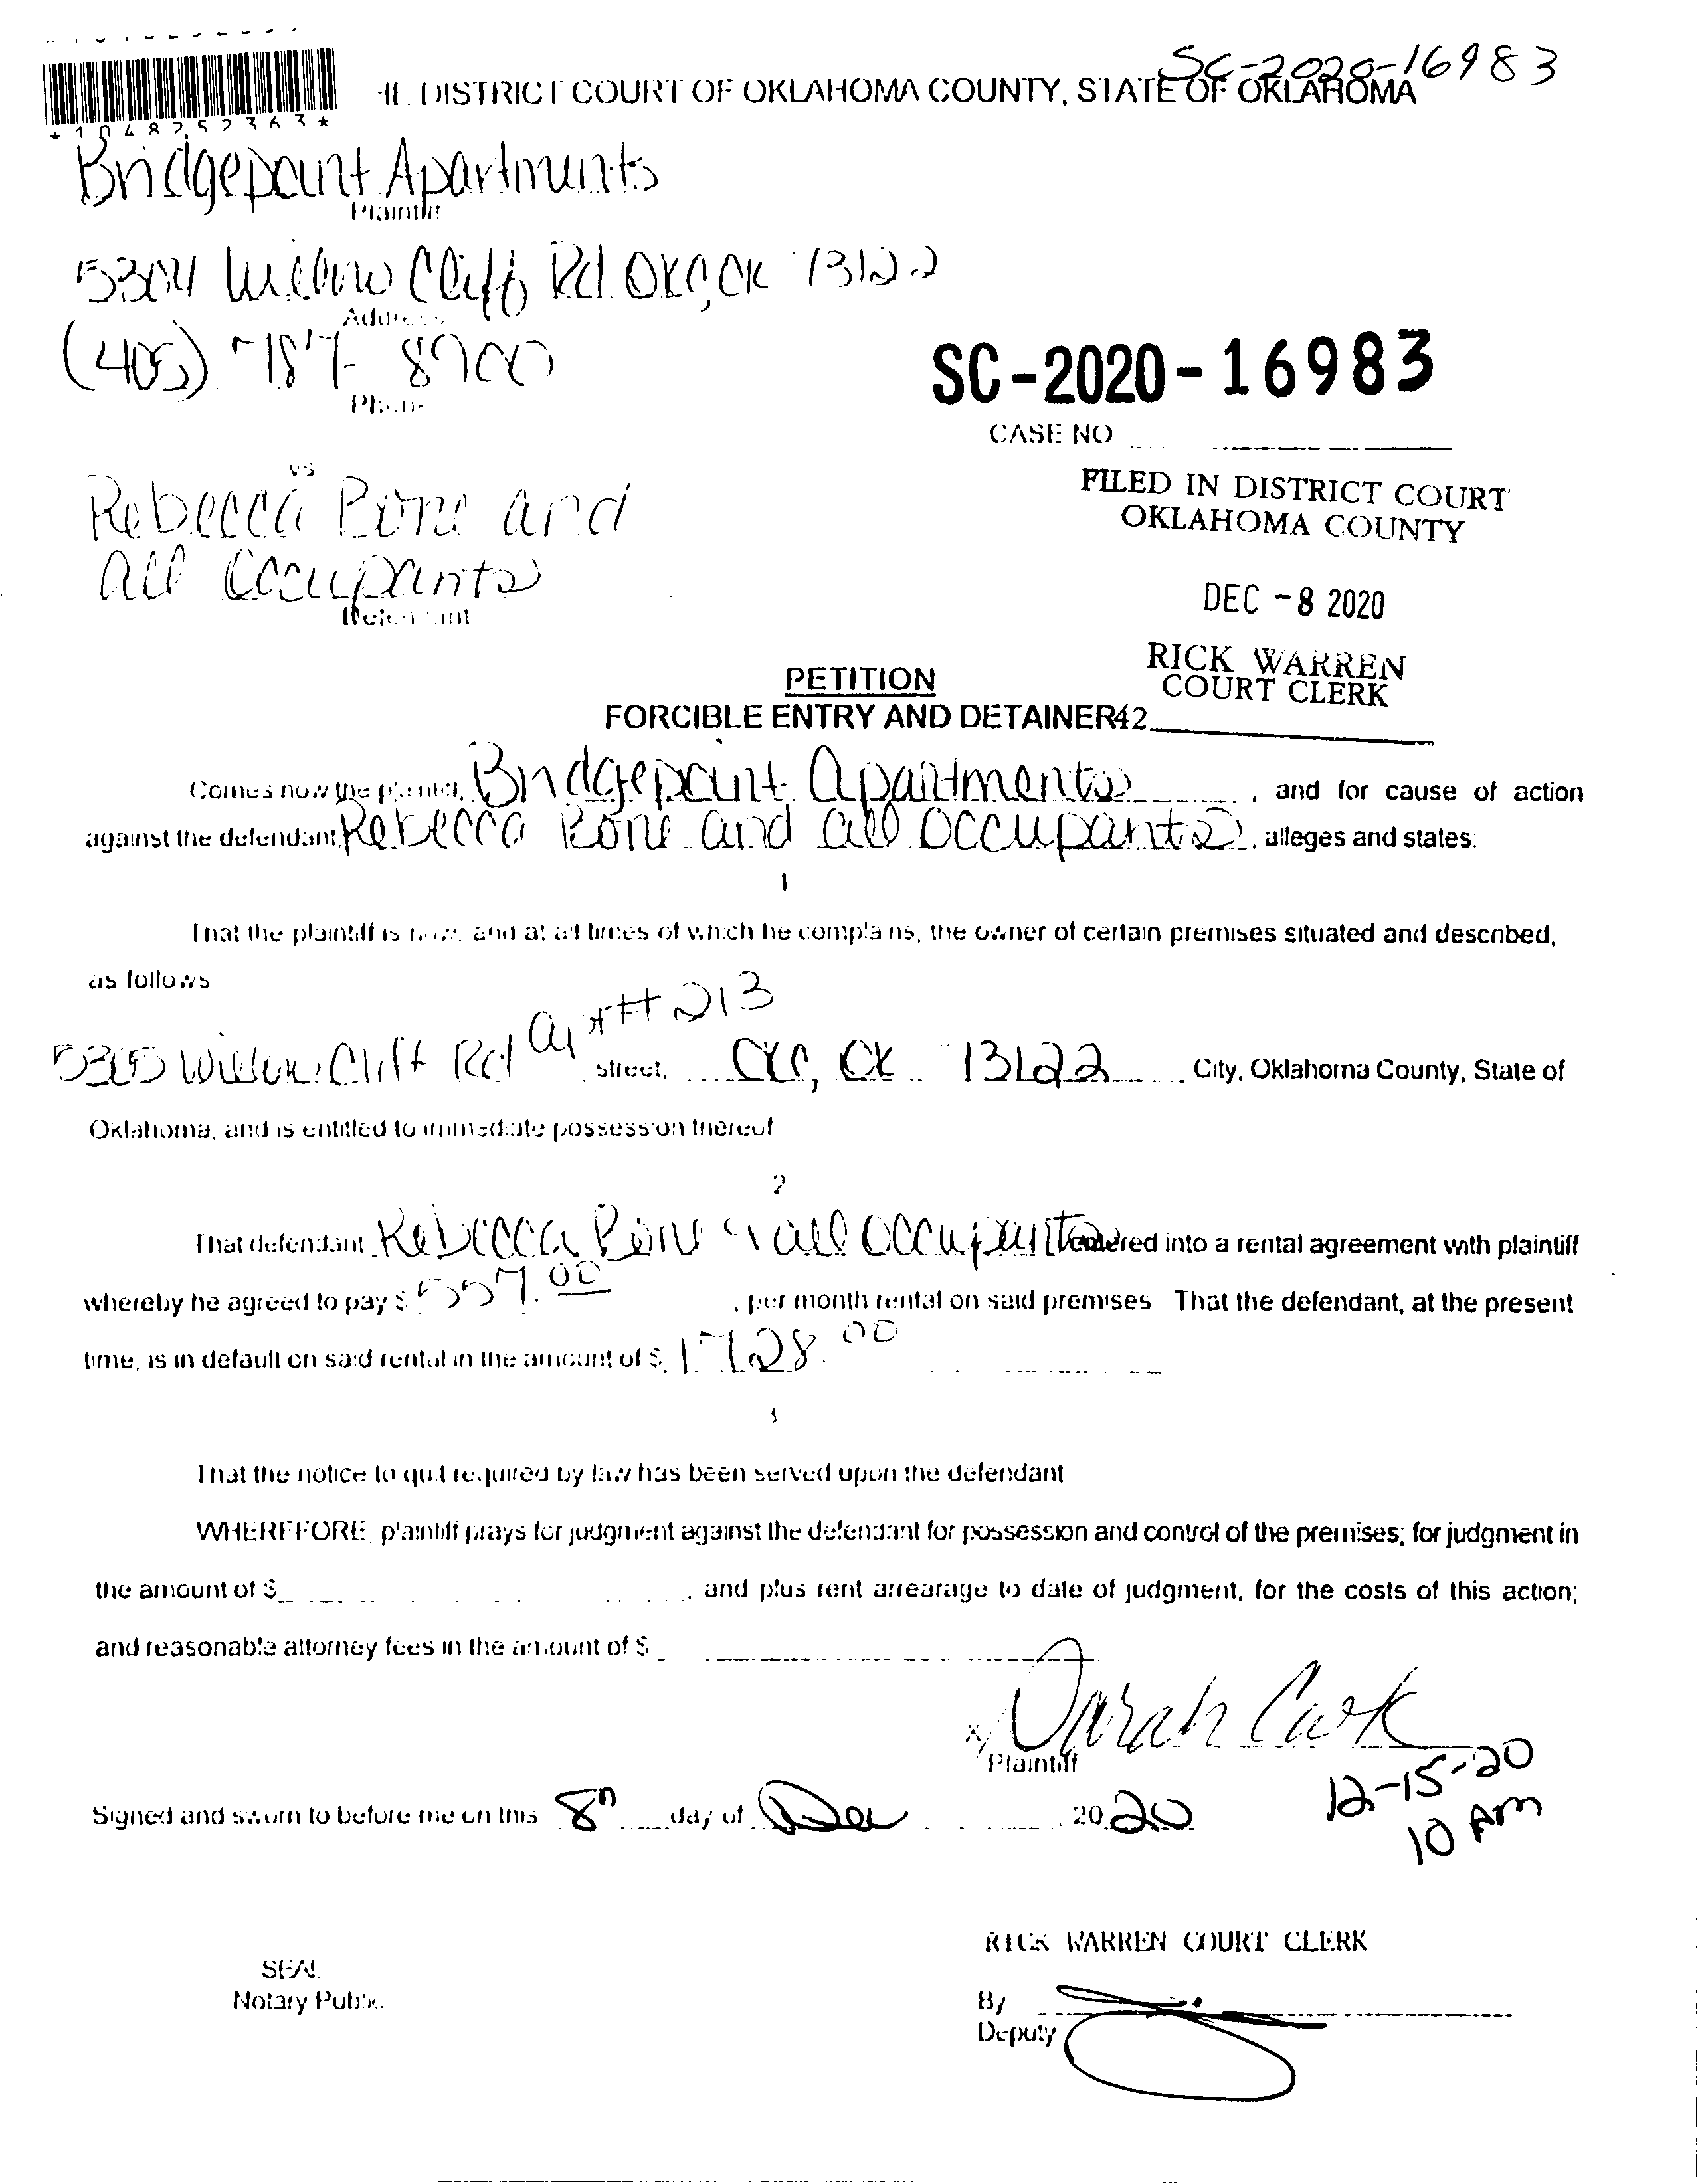 SC-2020-16983
*1048252363*
HE DISTRICT COURT OF OKLAHOMA COUNTY, STATE OF OKLAHOMA
Bridgepoint Apartments
Plaintiff
5304 Willow Cliff Rd OKC, OK 73122
Address
(405) 787-8900
Phone
SC-2020-16983
CASE NO
vs
Rebecca Bone and
all Occupants
Defendant
FILED IN DISTRICT COURT
OKLAHOMA COUNTY
DEC -8 2020
RICK WARREN
COURT CLERK
PETITION
FORCIBLE ENTRY AND DETAINER 42
Comes now the plaintiff, Bridgepoint Apartments, and for cause of action
against the defendant Rebecca Bone and all occupants, alleges and states:
1
That the plaintiff is now, and at all times of which he complains, the owner of certain premises situated and described,
as follows
5305 Willow Cliff Rd Apt # 213 street, OKC, OK 73122 City, Oklahoma County, State of
Oklahoma, and is entitled to immediate possession thereof
2
That defendant Rebecca Bone & all Occupants entered into a rental agreement with plaintiff
whereby he agreed to pay $ 557.00, per month rental on said premises That the defendant, at the present
time, is in default on said rental in the amount of $ 1728.00
That the notice to quit required by law has been served upon the defendant
WHEREFORE, plaintiff prays for judgment against the defendant for possession and control of the premises; for judgment in
the amount of $ , and plus rent arrearage to date of judgment, for the costs of this action;
and reasonable attorney fees in the amount of $
x Sarah Cook
Plaintiff
12-15-20
10 Am
Signed and sworn to before me on this 8th day of Dec 20 20
RICK WARREN COURT CLERK
SEAL
Notary Public
By
Deputy